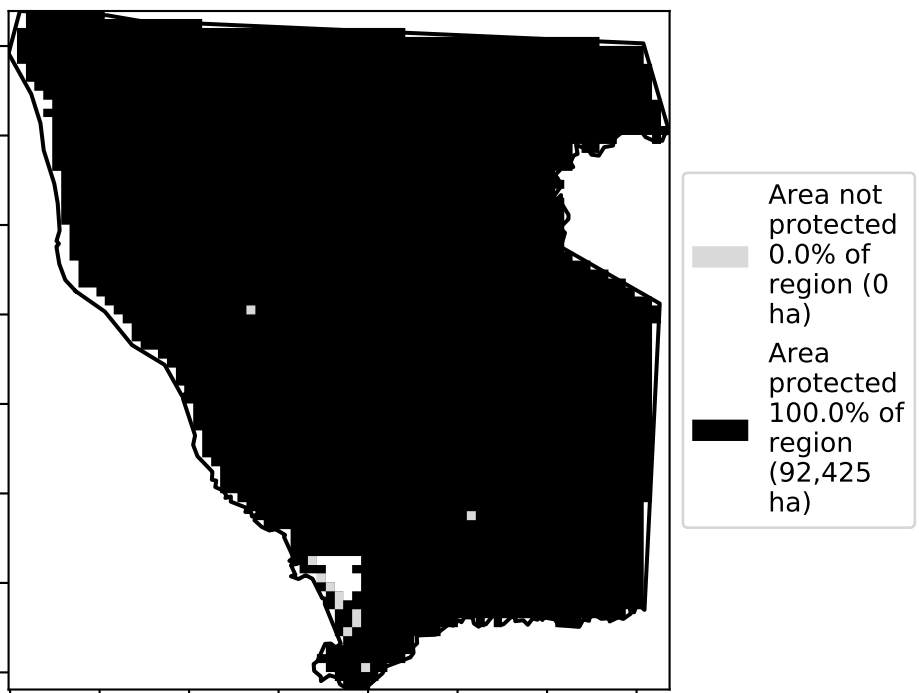 Area not
protected
0.0% of
region (0
ha)
Area
protected
100.0% of
region
(92,425
ha)